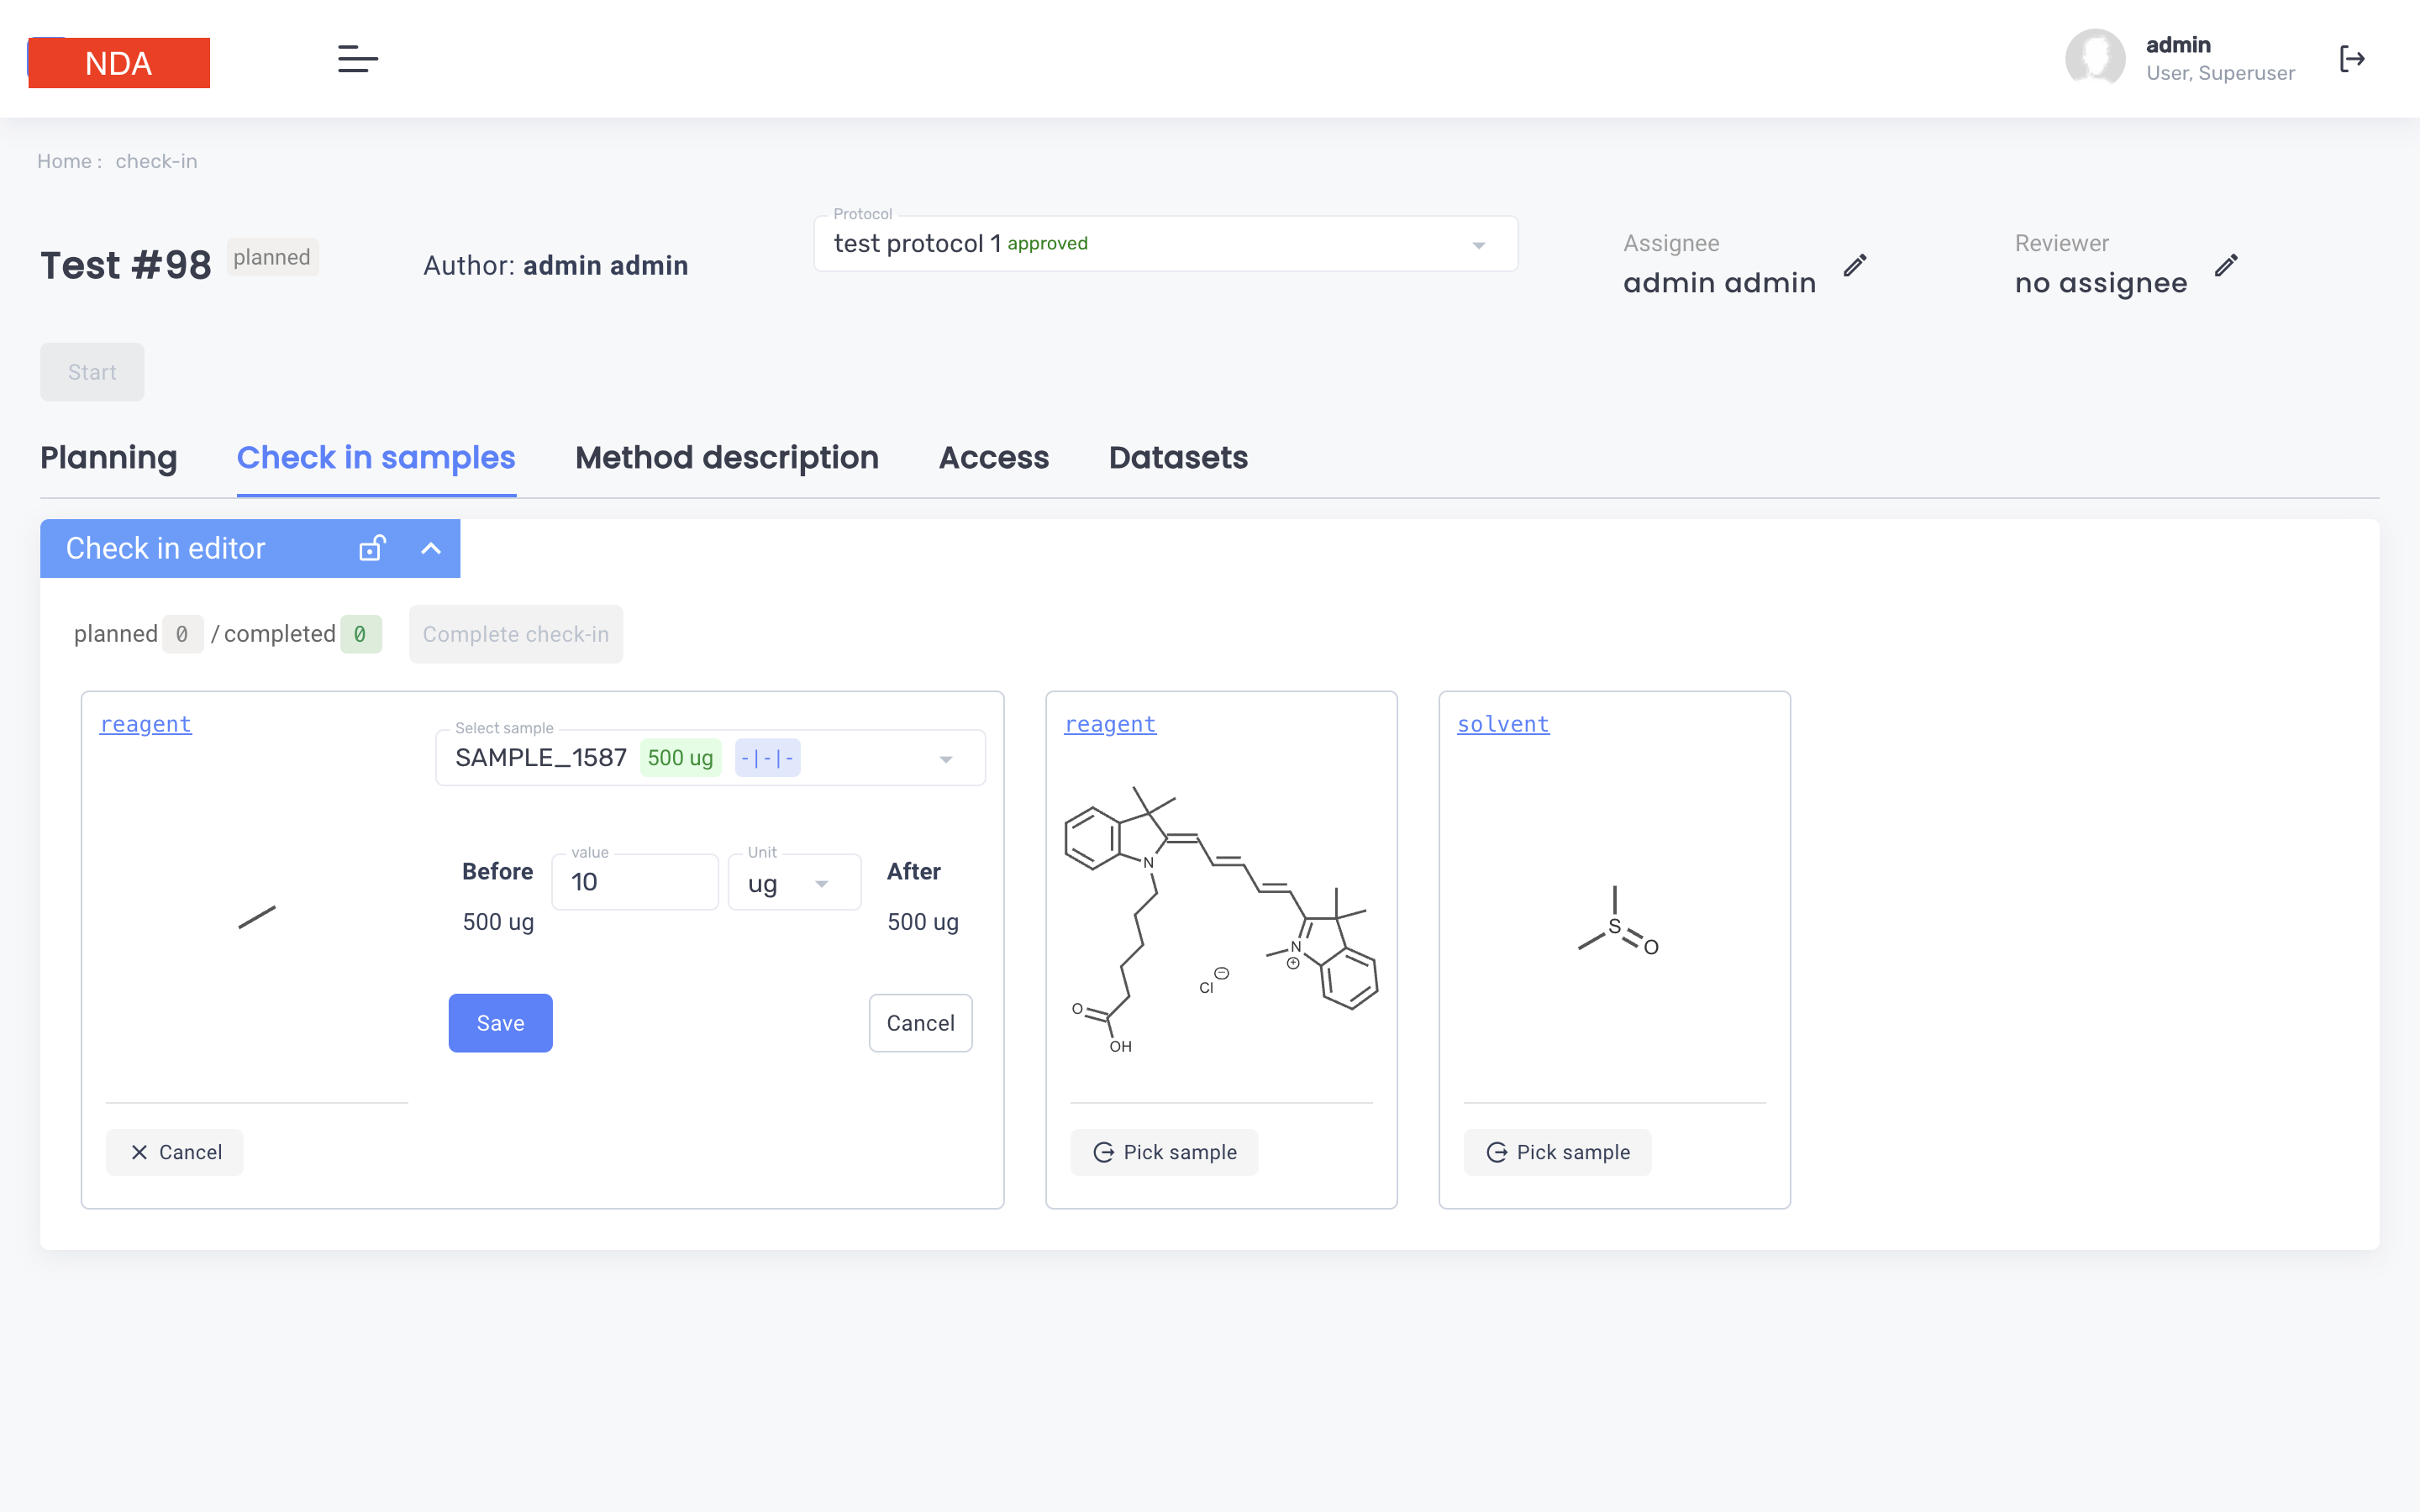 NDA
admin
User, Superuser
Home : check-in
Test #98 planned
Author: admin admin
Protocol
test protocol 1 approved
Assignee
admin admin
Reviewer
no assignee
Start
Planning Check in samples Method description Access Datasets
Check in editor
planned 0 / completed 0 Complete check-in
reagent
Select sample
SAMPLE_1587 500 ug -|-|-
Before
500 ug
value
10
Unit
ug
After
500 ug
Save
Cancel
Cancel
reagent
N
N
⊕
Cl
⊖
O
OH
Pick sample
solvent
S
O
Pick sample